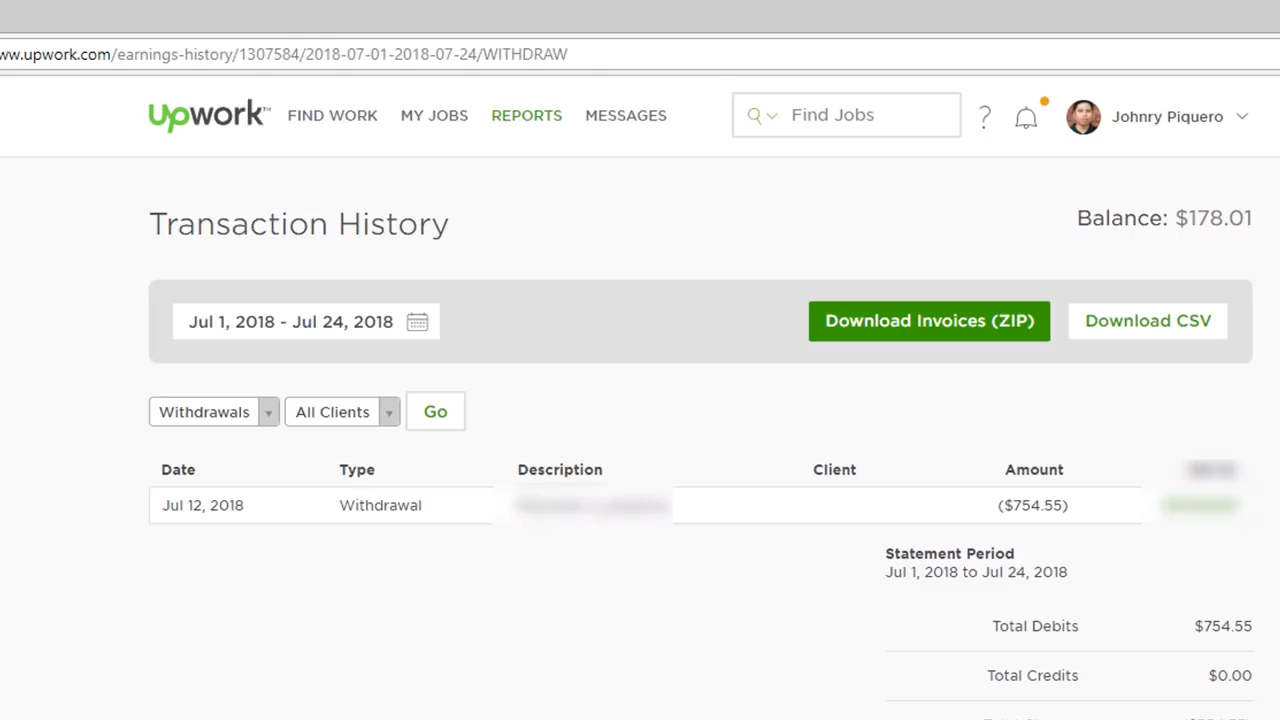 ww.upwork.com/earnings-history/1307584/2018-07-01-2018-07-24/WITHDRAW
upwork™ FIND WORK MY JOBS REPORTS MESSAGES Find Jobs ? Johnry Piquero
Transaction History Balance: $178.01
Jul 1, 2018 - Jul 24, 2018 Download Invoices (ZIP) Download CSV
Withdrawals All Clients Go
Date Type Description Client Amount
Jul 12, 2018 Withdrawal ($754.55)
Statement Period
Jul 1, 2018 to Jul 24, 2018
Total Debits $754.55
Total Credits $0.00